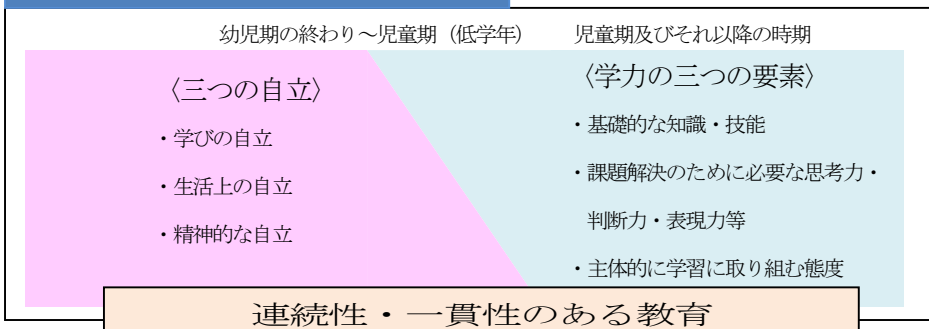 幼児期の終わり～児童期（低学年）
児童期及びそれ以降の時期
〈三つの自立〉
・学びの自立
・生活上の自立
・精神的な自立
〈学力の三つの要素〉
・基礎的な知識・技能
・課題解決のために必要な思考力・
判断力・表現力等
・主体的に学習に取り組む態度
連続性・一貫性のある教育